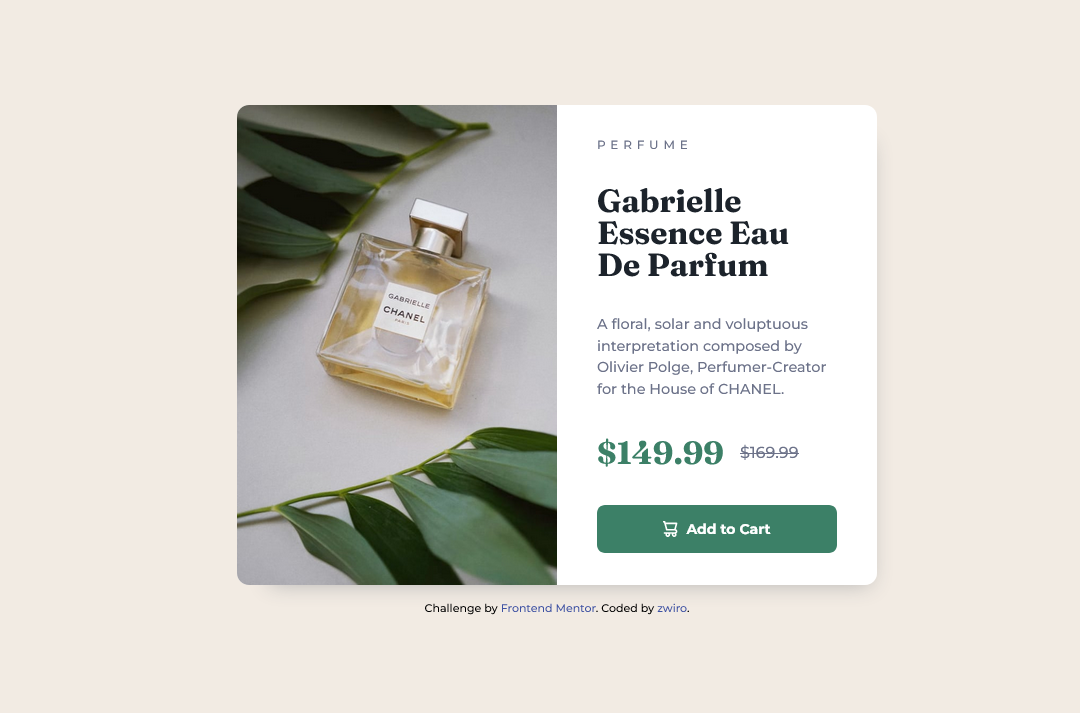 GABRIELLE
CHANEL
PARIS
PERFUME
Gabrielle
Essence Eau
De Parfum
A floral, solar and voluptuous
interpretation composed by
Olivier Polge, Perfumer-Creator
for the House of CHANEL.
$149.99 $169.99
Add to Cart
Challenge by Frontend Mentor. Coded by zwiro.